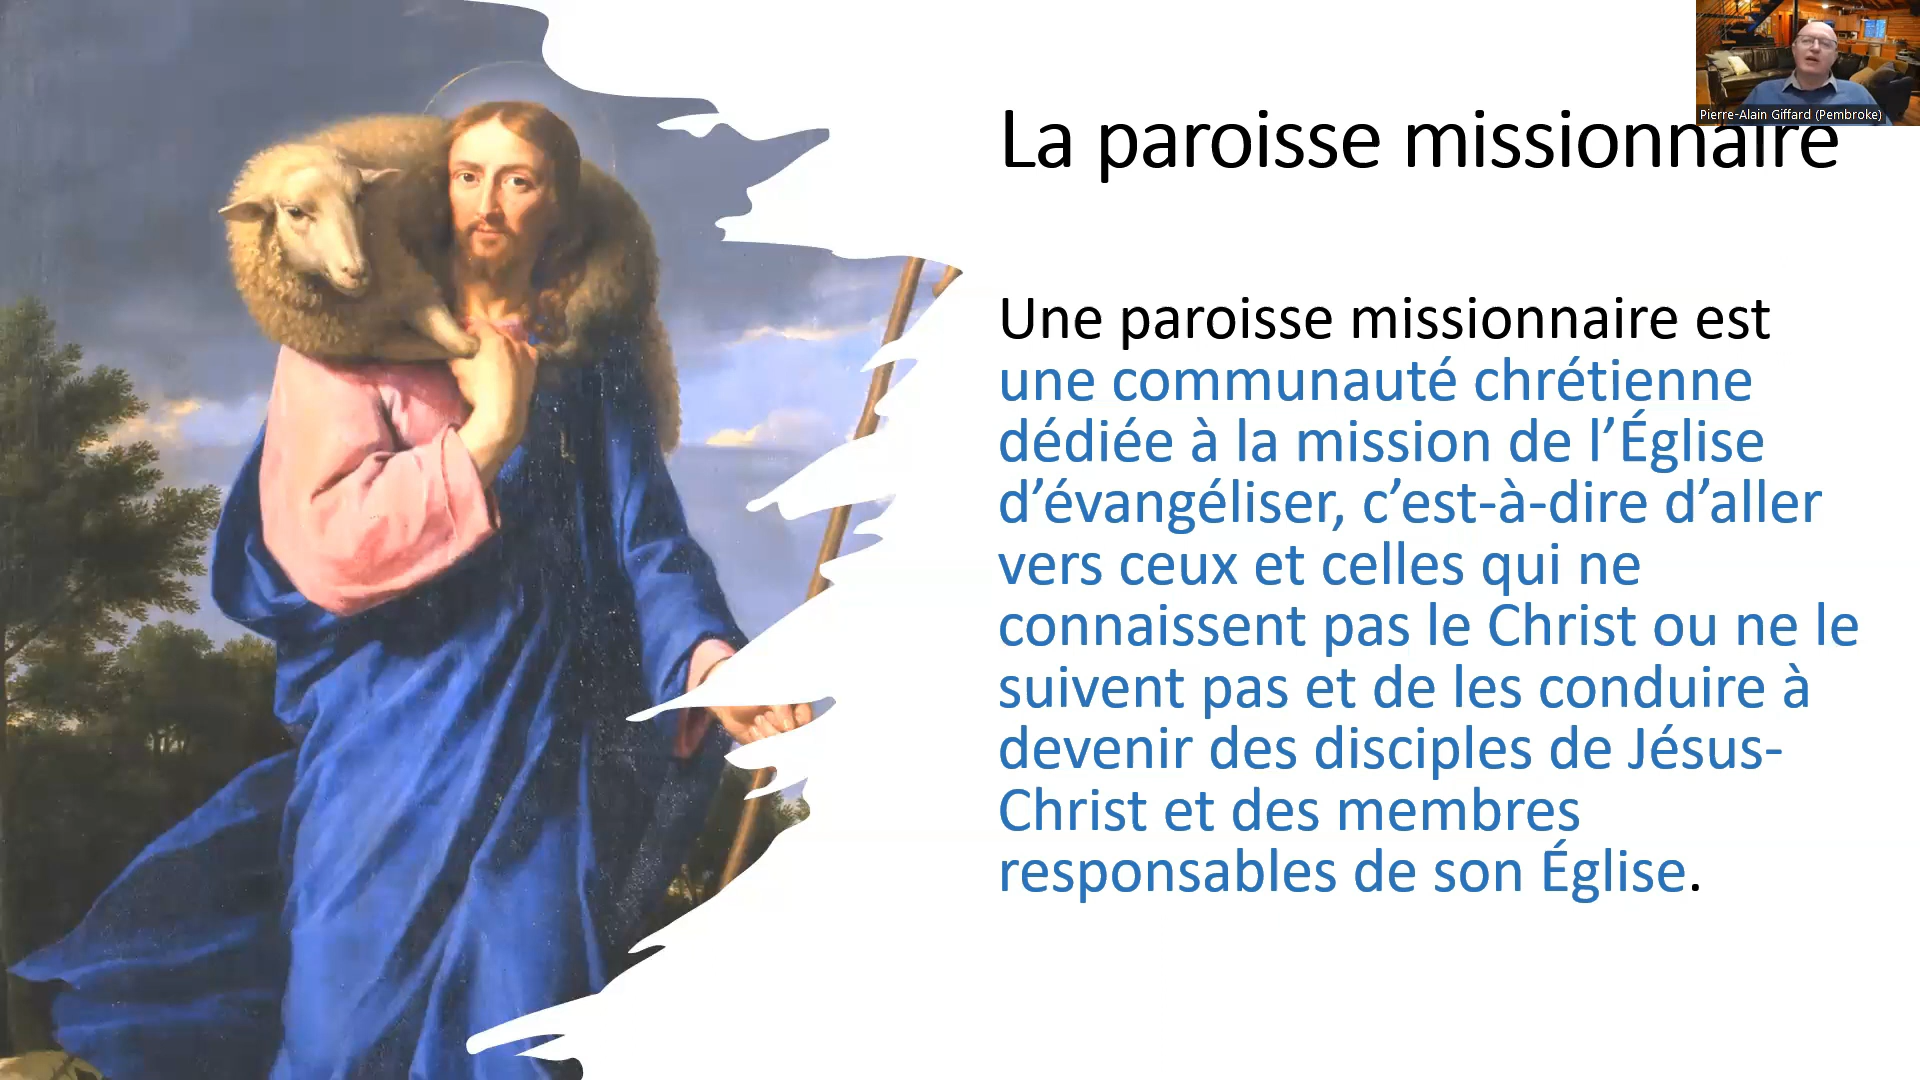 Pierre-Alain Giffard (Pembroke)
La paroisse missionnaire
Une paroisse missionnaire est
une communauté chrétienne
dédiée à la mission de l’Église
d’évangéliser, c’est-à-dire d’aller
vers ceux et celles qui ne
connaissent pas le Christ ou ne le
suivent pas et de les conduire à
devenir des disciples de Jésus-
Christ et des membres
responsables de son Église.